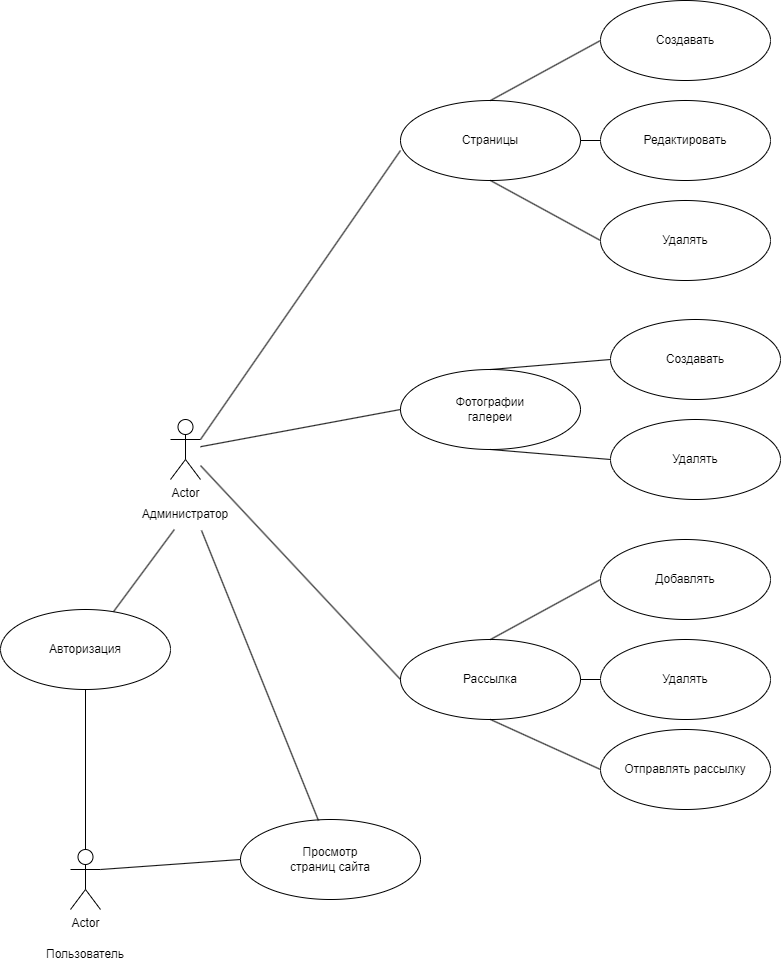 Создавать
Страницы
Редактировать
Удалять
Создавать
Фотографии
галереи
Удалять
Actor
Администратор
Добавлять
Авторизация
Рассылка
Удалять
Отправлять рассылку
Просмотр
страниц сайта
Actor
Пользователь